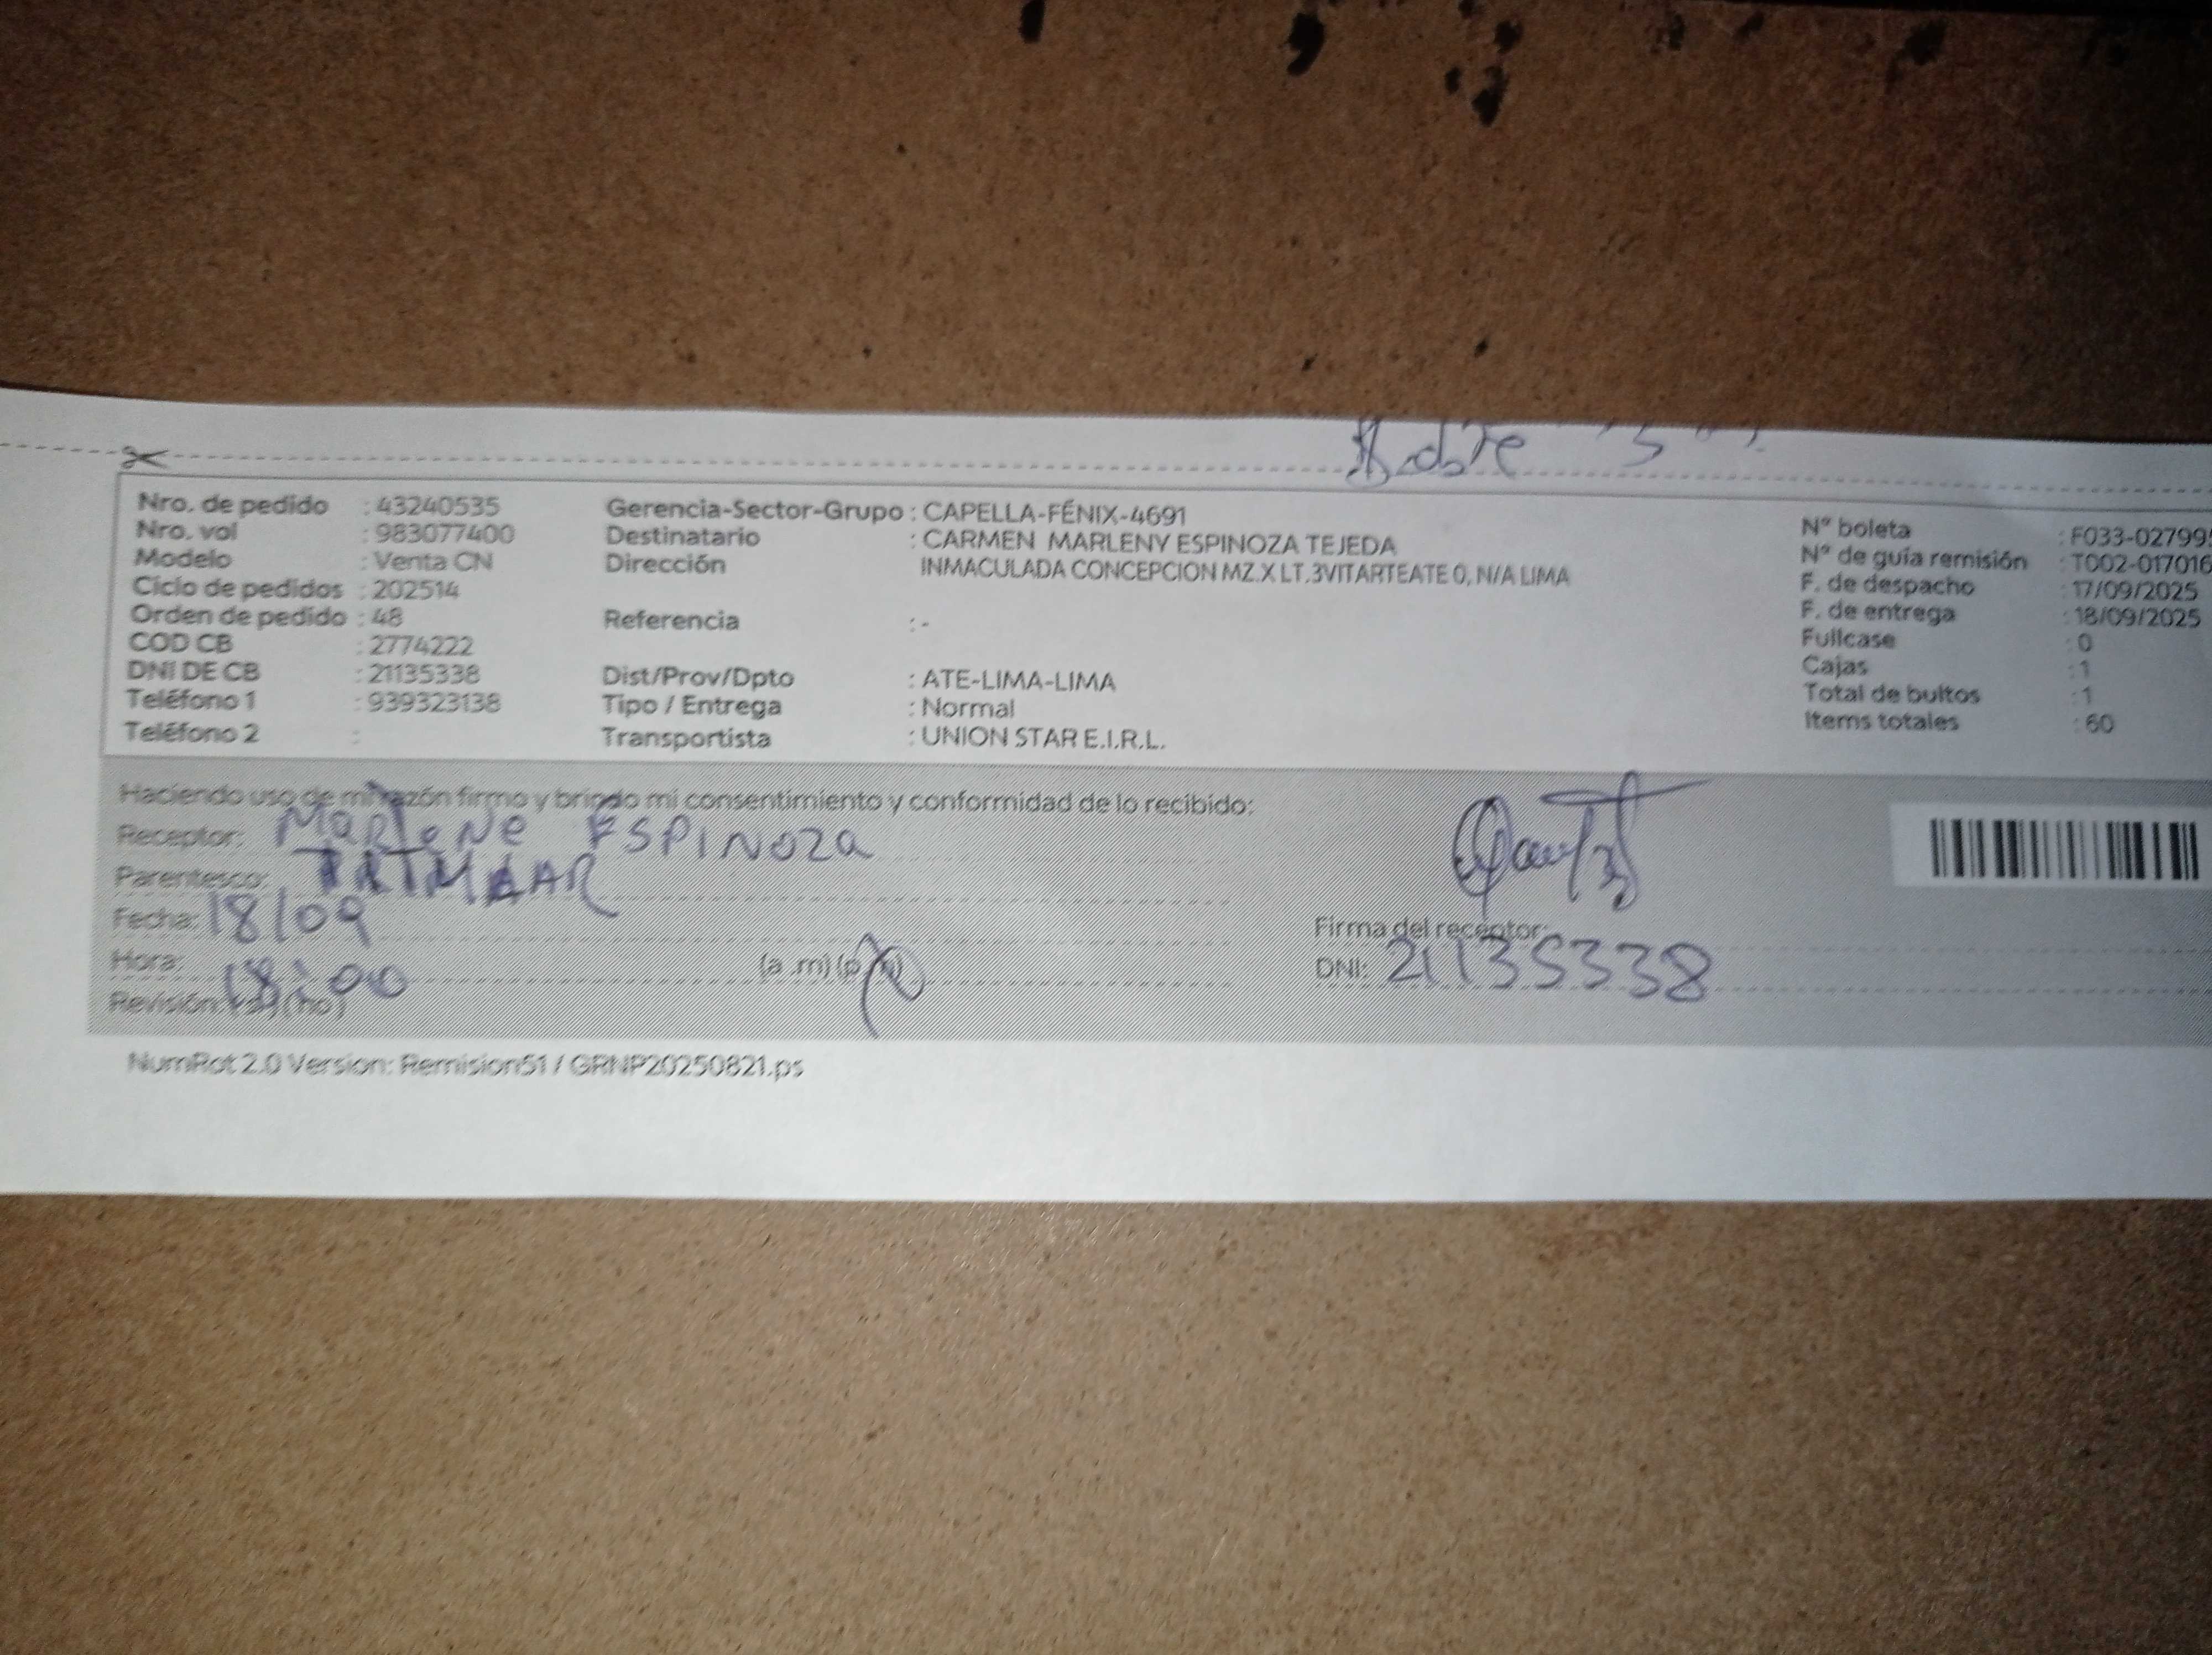 Nro. de pedido : 43240535 Gerencia-Sector-Grupo : CAPELLA-FÉNIX-4691 Nº boleta : F033-02799
Nro. vol : 983077400 Destinatario : CARMEN MARLENY ESPINOZA TEJEDA Nº de guía remisión : T002-017016
Modelo : Venta CN Dirección INMACULADA CONCEPCION MZ.X LT.3VITARTEATE 0, N/A LIMA F. de despacho : 17/09/2025
Ciclo de pedidos : 202514 F. de entrega : 18/09/2025
Orden de pedido : 48 Referencia : - Fullcase : 0
COD CB : 2774222 Cajas : 1
DNI DE CB : 21135338 Dist/Prov/Dpto : ATE-LIMA-LIMA Total de bultos : 1
Teléfono 1 : 939323138 Tipo / Entrega : Normal Items totales : 60
Teléfono 2 : Transportista : UNION STAR E.I.R.L.
Haciendo uso de mi razón firmo y brindo mi consentimiento y conformidad de lo recibido:
Receptor: Marlene ESPINOZA
Parentesco:
Fecha: 18/09 Firma del receptor:
Hora: 18:00 (a.m) (p.m) DNI: 21135338
Revisión: (si) (no)
NumRot 2.0 Version: Remision51 / GRNP20250821.ps